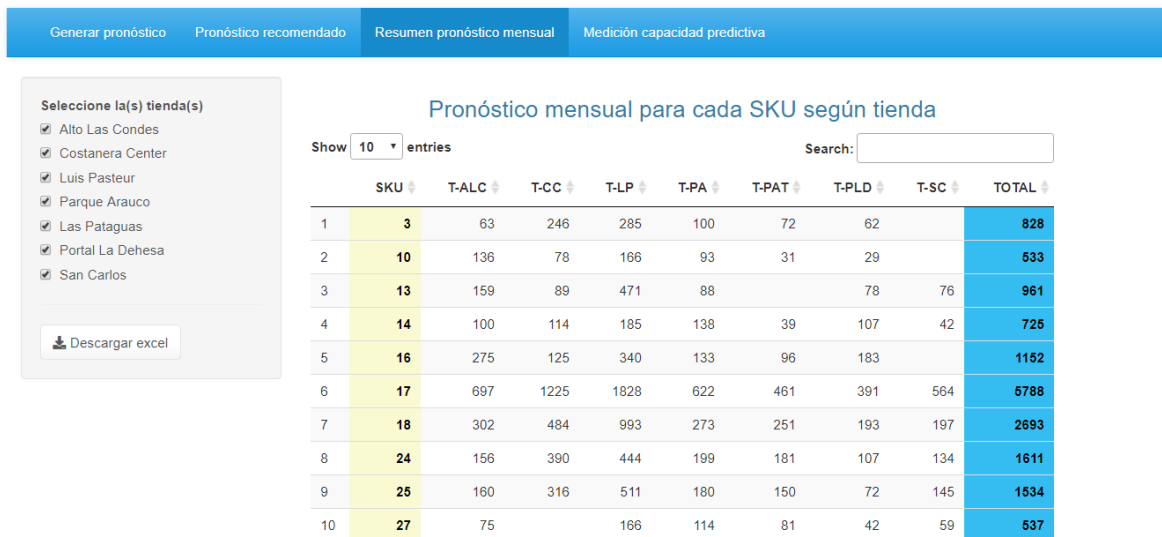 Generar pronóstico Pronóstico recomendado Resumen pronóstico mensual Medición capacidad predictiva
Seleccione la(s) tienda(s)
Alto Las Condes
Costanera Center
Luis Pasteur
Parque Arauco
Las Pataguas
Portal La Dehesa
San Carlos
Descargar excel
Pronóstico mensual para cada SKU según tienda
Show 10 entries Search:
SKU T-ALC T-CC T-LP T-PA T-PAT T-PLD T-SC TOTAL
1 3 63 246 285 100 72 62 828
2 10 136 78 166 93 31 29 533
3 13 159 89 471 88 78 76 961
4 14 100 114 185 138 39 107 42 725
5 16 275 125 340 133 96 183 1152
6 17 697 1225 1828 622 461 391 564 5788
7 18 302 484 993 273 251 193 197 2693
8 24 156 390 444 199 181 107 134 1611
9 25 160 316 511 180 150 72 145 1534
10 27 75 166 114 81 42 59 537